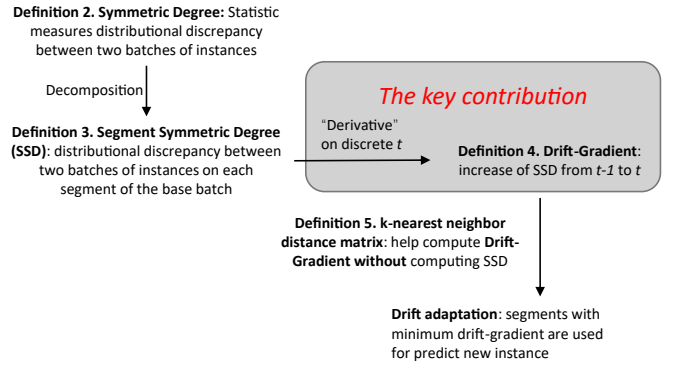 Definition 2. Symmetric Degree: Statistic
measures distributional discrepancy
between two batches of instances
Decomposition
Definition 3. Segment Symmetric Degree
(SSD): distributional discrepancy between
two batches of instances on each
segment of the base batch
The key contribution
“Derivative”
on discrete t
Definition 4. Drift-Gradient:
increase of SSD from t-1 to t
Definition 5. k-nearest neighbor
distance matrix: help compute Drift-
Gradient without computing SSD
Drift adaptation: segments with
minimum drift-gradient are used
for predict new instance